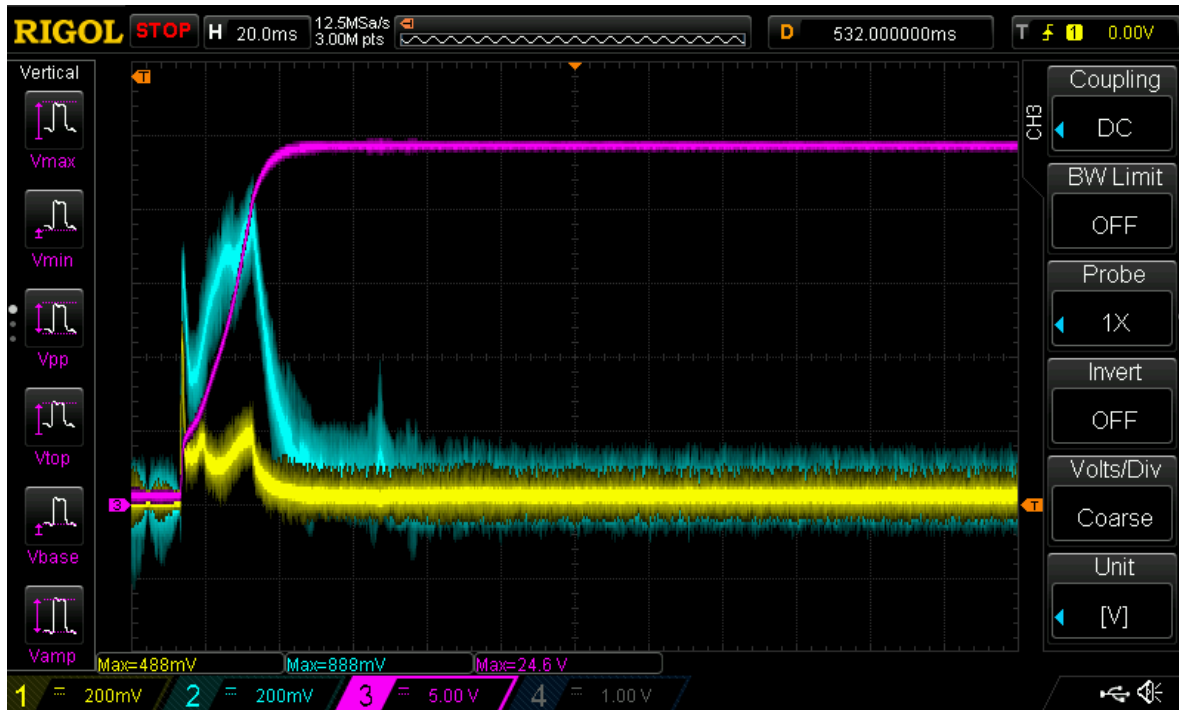 RIGOL STOP H 20.0ms 12.5MSa/s 3.00M pts D 532.000000ms T 1 0.00V
T
Vertical
Vmax
Vmin
Vpp
Vtop
Vbase
Vamp
3
T
CH3
Coupling
DC
BW Limit
OFF
Probe
1X
Invert
OFF
Volts/Div
Coarse
Unit
[V]
Max=488mV Max=888mV Max=24.6 V
1 = 200mV 2 = 200mV 3 = 5.00 V 4 = 1.00 V